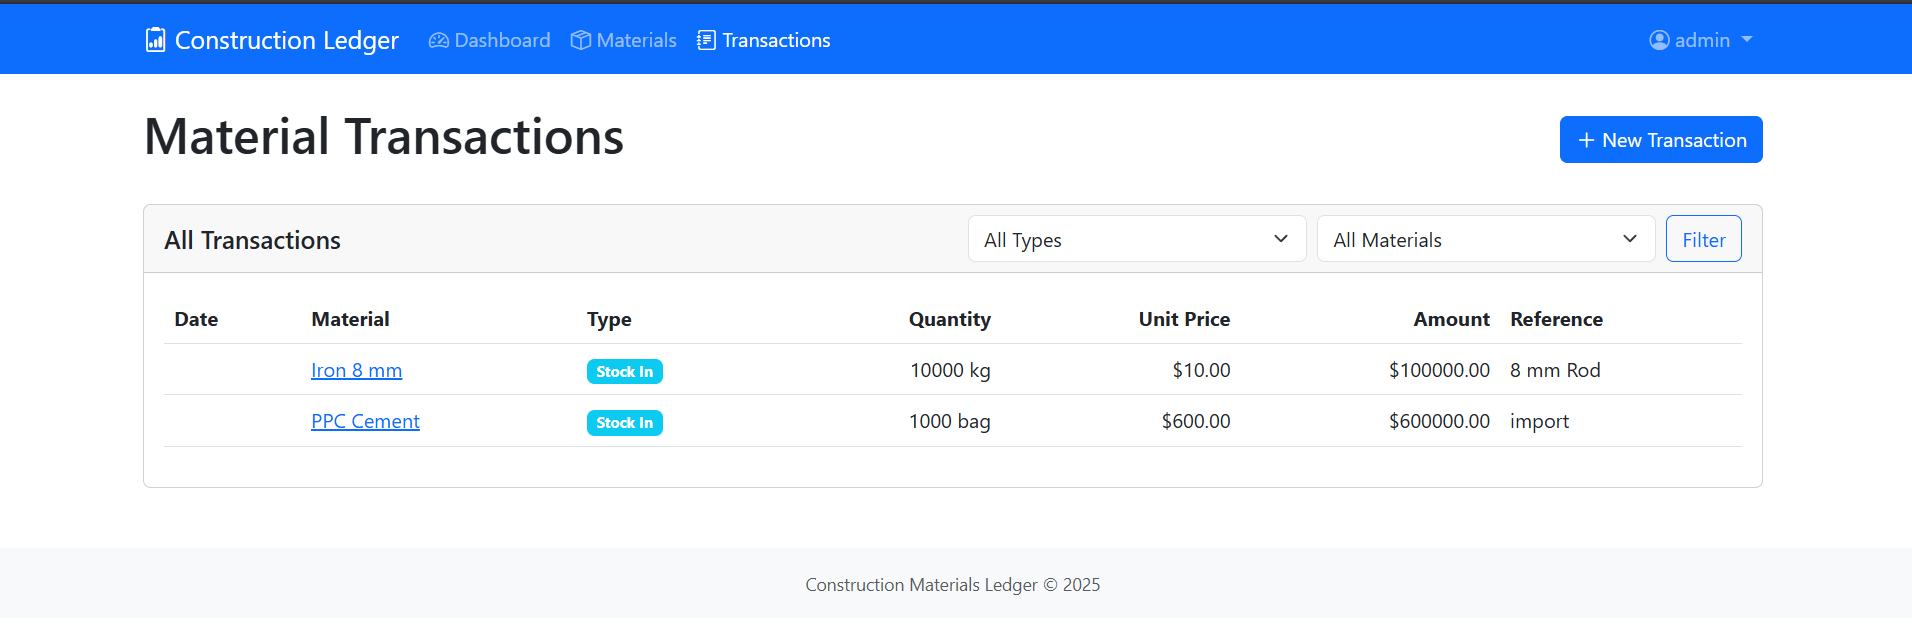 Construction Ledger Dashboard Materials Transactions admin
Material Transactions
+ New Transaction
All Transactions All Types All Materials Filter
Date Material Type Quantity Unit Price Amount Reference
Iron 8 mm Stock In 10000 kg $10.00 $100000.00 8 mm Rod
PPC Cement Stock In 1000 bag $600.00 $600000.00 import
Construction Materials Ledger © 2025